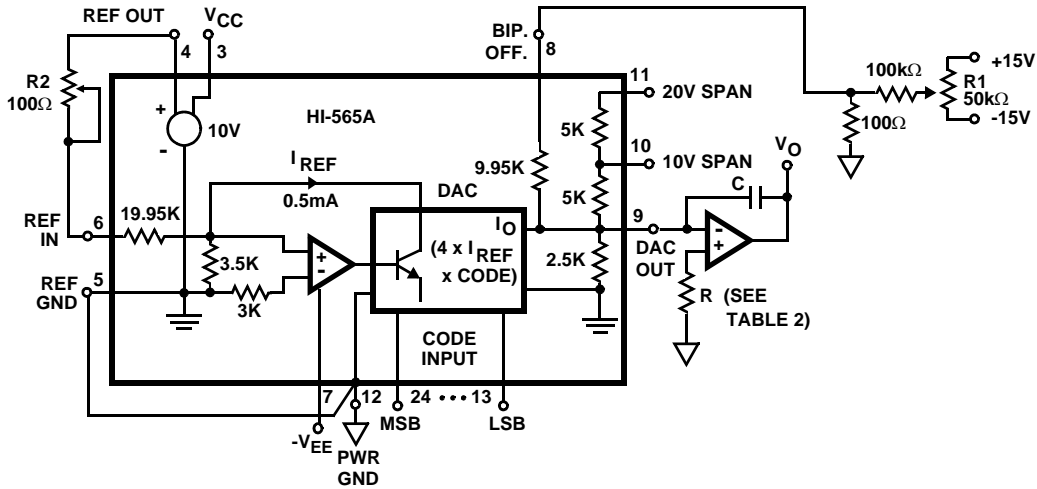 REF OUT
V_CC
4
3
BIP.
OFF.
8
R2
100Ω
+
-
10V
HI-565A
11
20V SPAN
5K
10
10V SPAN
5K
9.95K
100kΩ
R1
50kΩ
+15V
-15V
100Ω
V_O
C
I_REF
0.5mA
DAC
REF
IN
6
19.95K
3.5K
3K
+
-
I_O
(4 x I_REF
x CODE)
2.5K
9
DAC
OUT
-
+
R (SEE
TABLE 2)
REF
GND
5
CODE
INPUT
7
12
24 ••• 13
MSB
LSB
-V_EE
PWR
GND